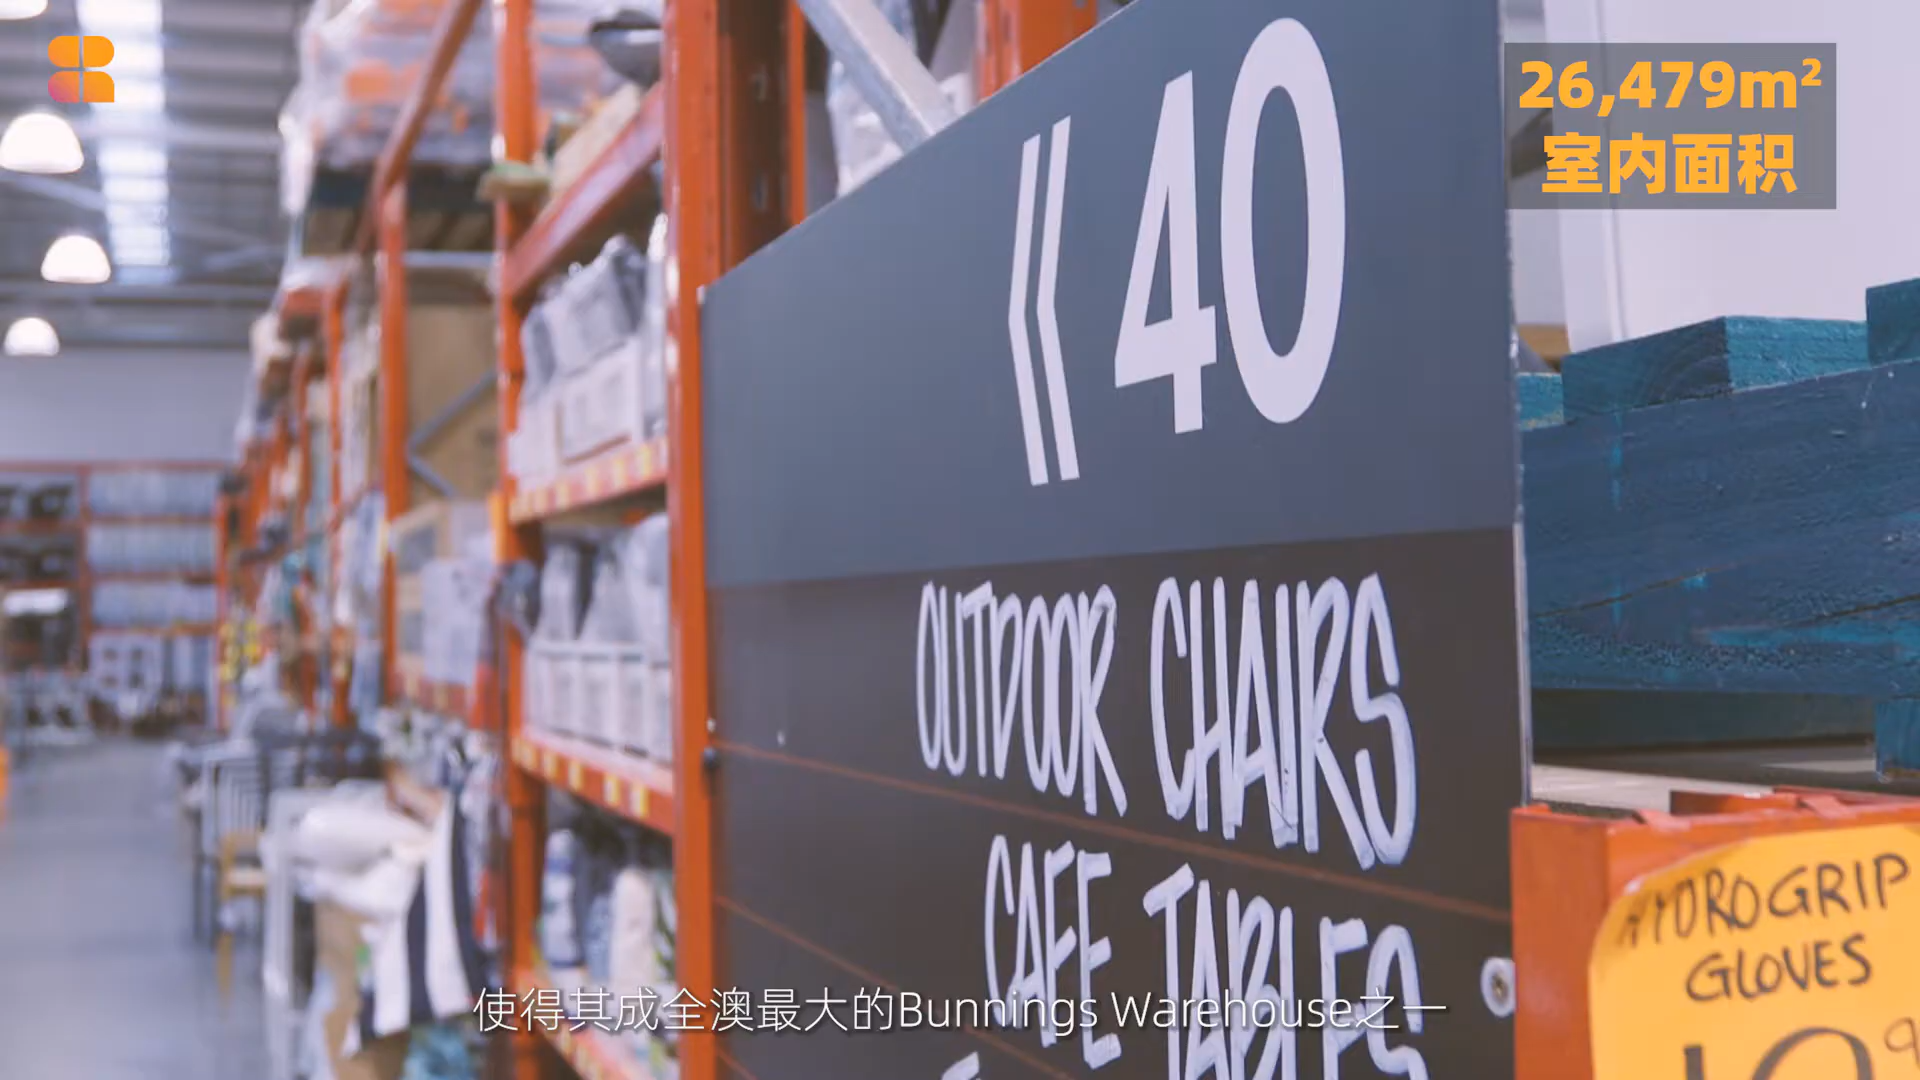 26,479m²
室内面积
《 40
OUTDOOR CHAIRS
CAFE TABLES
HYDROGRIP
GLOVES
使得其成全澳最大的Bunnings Warehouse之一